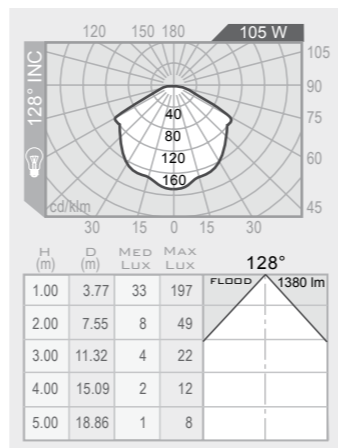 120 150 180 105 W
105
128° INC
90
40
75
80
120
60
160
cd/klm
45
30 15 0 15 30
H D MED MAX
(m) (m) LUX LUX
128°
FLOOD 1380 lm
1.00 3.77 33 197
2.00 7.55 8 49
3.00 11.32 4 22
4.00 15.09 2 12
5.00 18.86 1 8